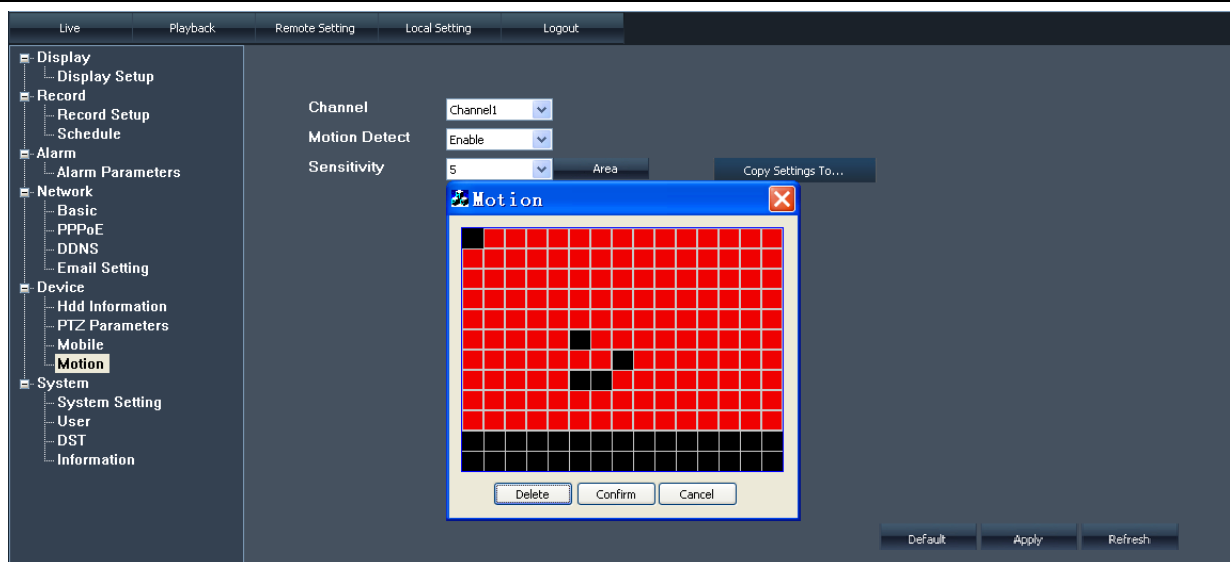 Live Playback Remote Setting Local Setting Logout
Display
Display Setup
Record
Record Setup
Schedule
Alarm
Alarm Parameters
Network
Basic
PPPoE
DDNS
Email Setting
Device
Hdd Information
PTZ Parameters
Mobile
Motion
System
System Setting
User
DST
Information
Channel Channel1
Motion Detect Enable
Sensitivity 5 Area Copy Settings To...
Motion
Delete Confirm Cancel
Default Apply Refresh